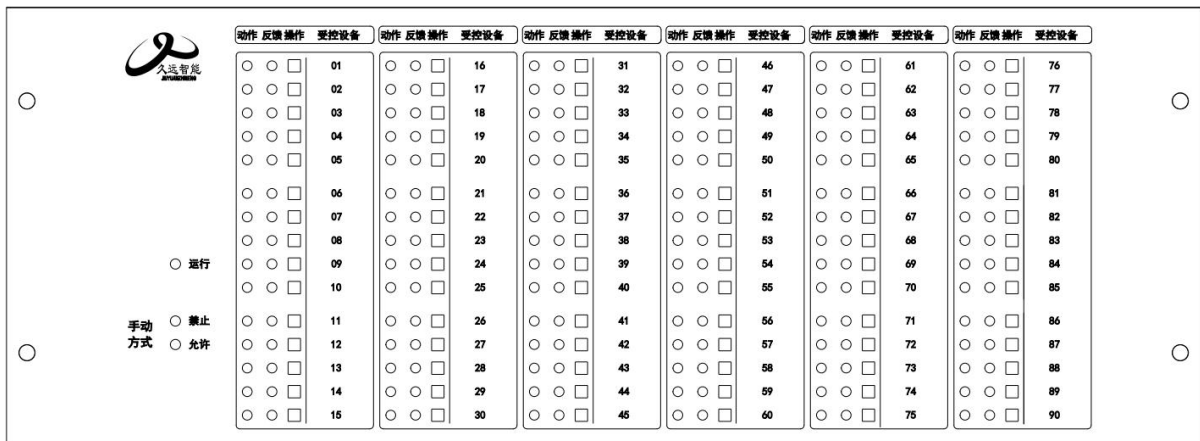 动作 反馈 操作 受控设备 动作 反馈 操作 受控设备 动作 反馈 操作 受控设备 动作 反馈 操作 受控设备 动作 反馈 操作 受控设备 动作 反馈 操作 受控设备
久远智能
JIUYUANZHINENG
01 16 31 46 61 76
02 17 32 47 62 77
03 18 33 48 63 78
04 19 34 49 64 79
05 20 35 50 65 80
06 21 36 51 66 81
07 22 37 52 67 82
08 23 38 53 68 83
运行 09 24 39 54 69 84
10 25 40 55 70 85
手动方式
禁止 11 26 41 56 71 86
允许 12 27 42 57 72 87
13 28 43 58 73 88
14 29 44 59 74 89
15 30 45 60 75 90